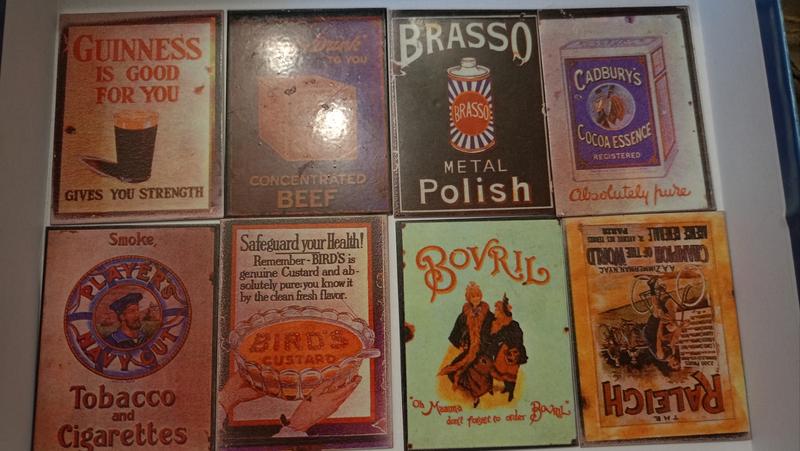 GUINNESS
IS GOOD
FOR YOU
GIVES YOU STRENGTH
TO YOU
CONCENTRATED
BEEF
BRASSO
BRASSO
METAL
Polish
CADBURY'S
COCOA ESSENCE
REGISTERED
Absolutely pure
Smoke,
PLAYER'S
NAVY CUT
Tobacco
and
Cigarettes
Safeguard your Health!
Remember - BIRD'S is
genuine Custard and ab-
solutely pure: you know it
by the clean fresh flavor.
BIRD'S
CUSTARD
BOVRIL
"Oh Mamma
don't forget to order BOVRIL"
THE
RALEIGH
A.A. ZIMMERMAN, NYAC
CHAMPION OF THE WORLD